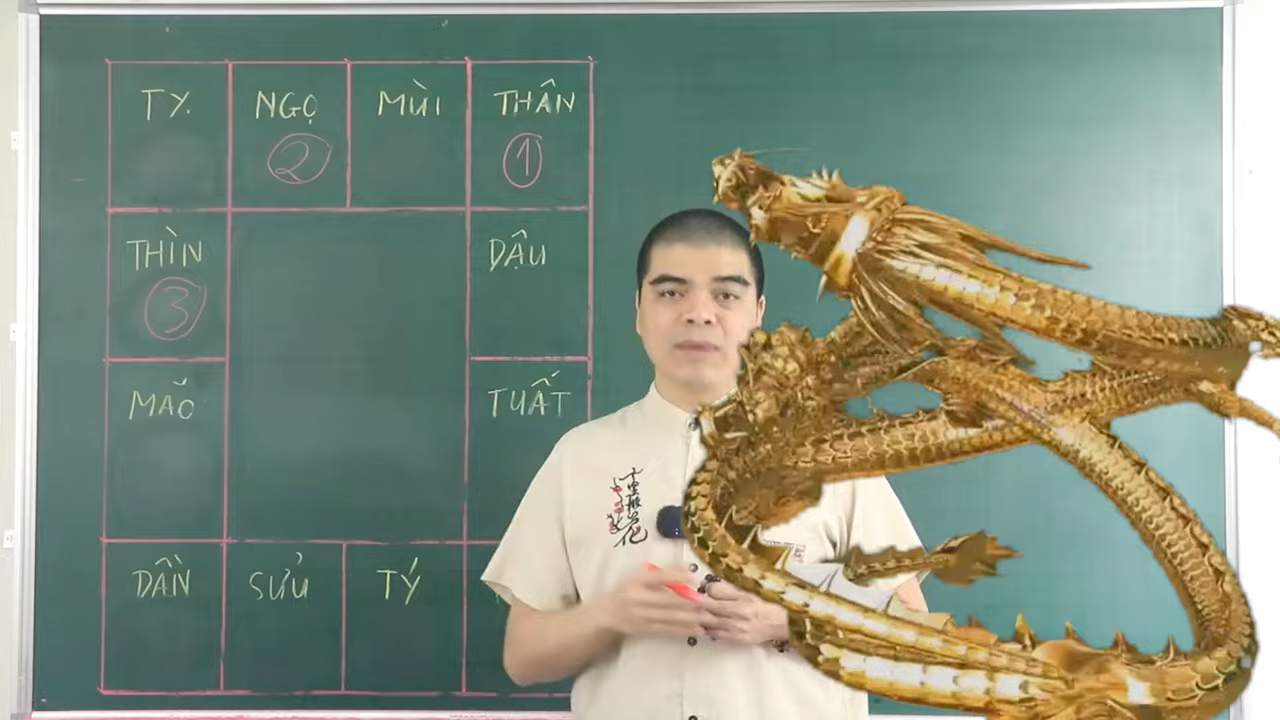 TỴ NGỌ MÙI THÂN
2 1
THÌN DẬU
3
MÃO TUẤT
DẦN SỬU TÝ